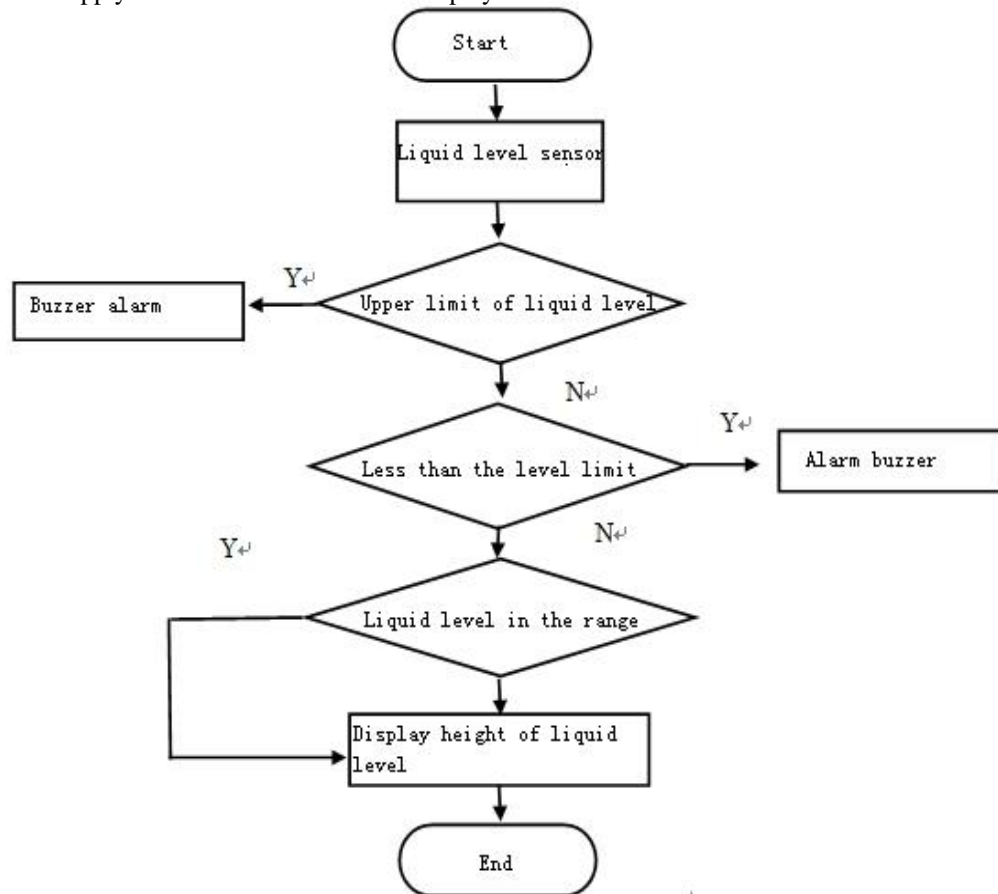 Start
Liquid level sensor
Y
Buzzer alarm
Upper limit of liquid level
N
Y
Less than the level limit
Alarm buzzer
N
Y
Liquid level in the range
Display height of liquid
level
End